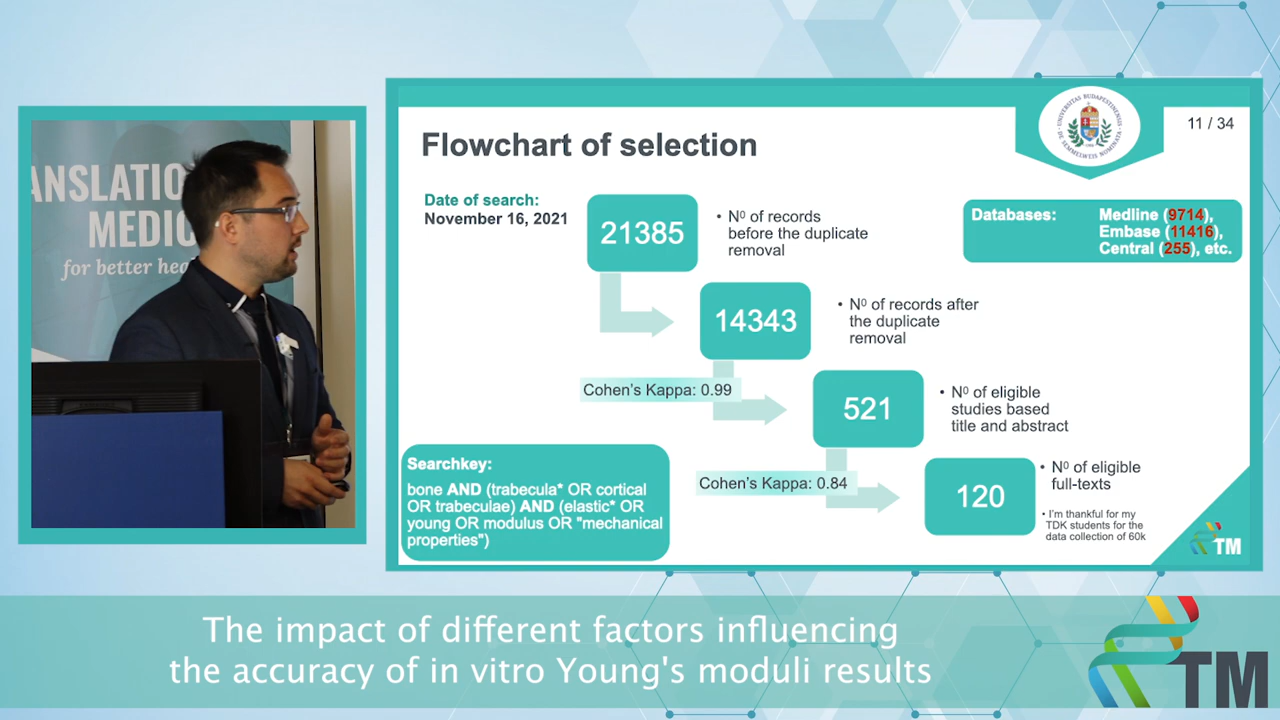 ANSLATIO
MEDIC
for better hea
Flowchart of selection
11 / 34
Date of search:
November 16, 2021
21385
• Nº of records
before the duplicate
removal
Databases: Medline (9714),
Embase (11416),
Central (255), etc.
14343
• Nº of records after
the duplicate
removal
Cohen's Kappa: 0.99
521
• Nº of eligible
studies based
title and abstract
Searchkey:
bone AND (trabecula* OR cortical
OR trabeculae) AND (elastic* OR
young OR modulus OR "mechanical
properties")
Cohen's Kappa: 0.84
120
• Nº of eligible
full-texts
• I'm thankful for my
TDK students for the
data collection of 60k
TM
The impact of different factors influencing
the accuracy of in vitro Young's moduli results
TM